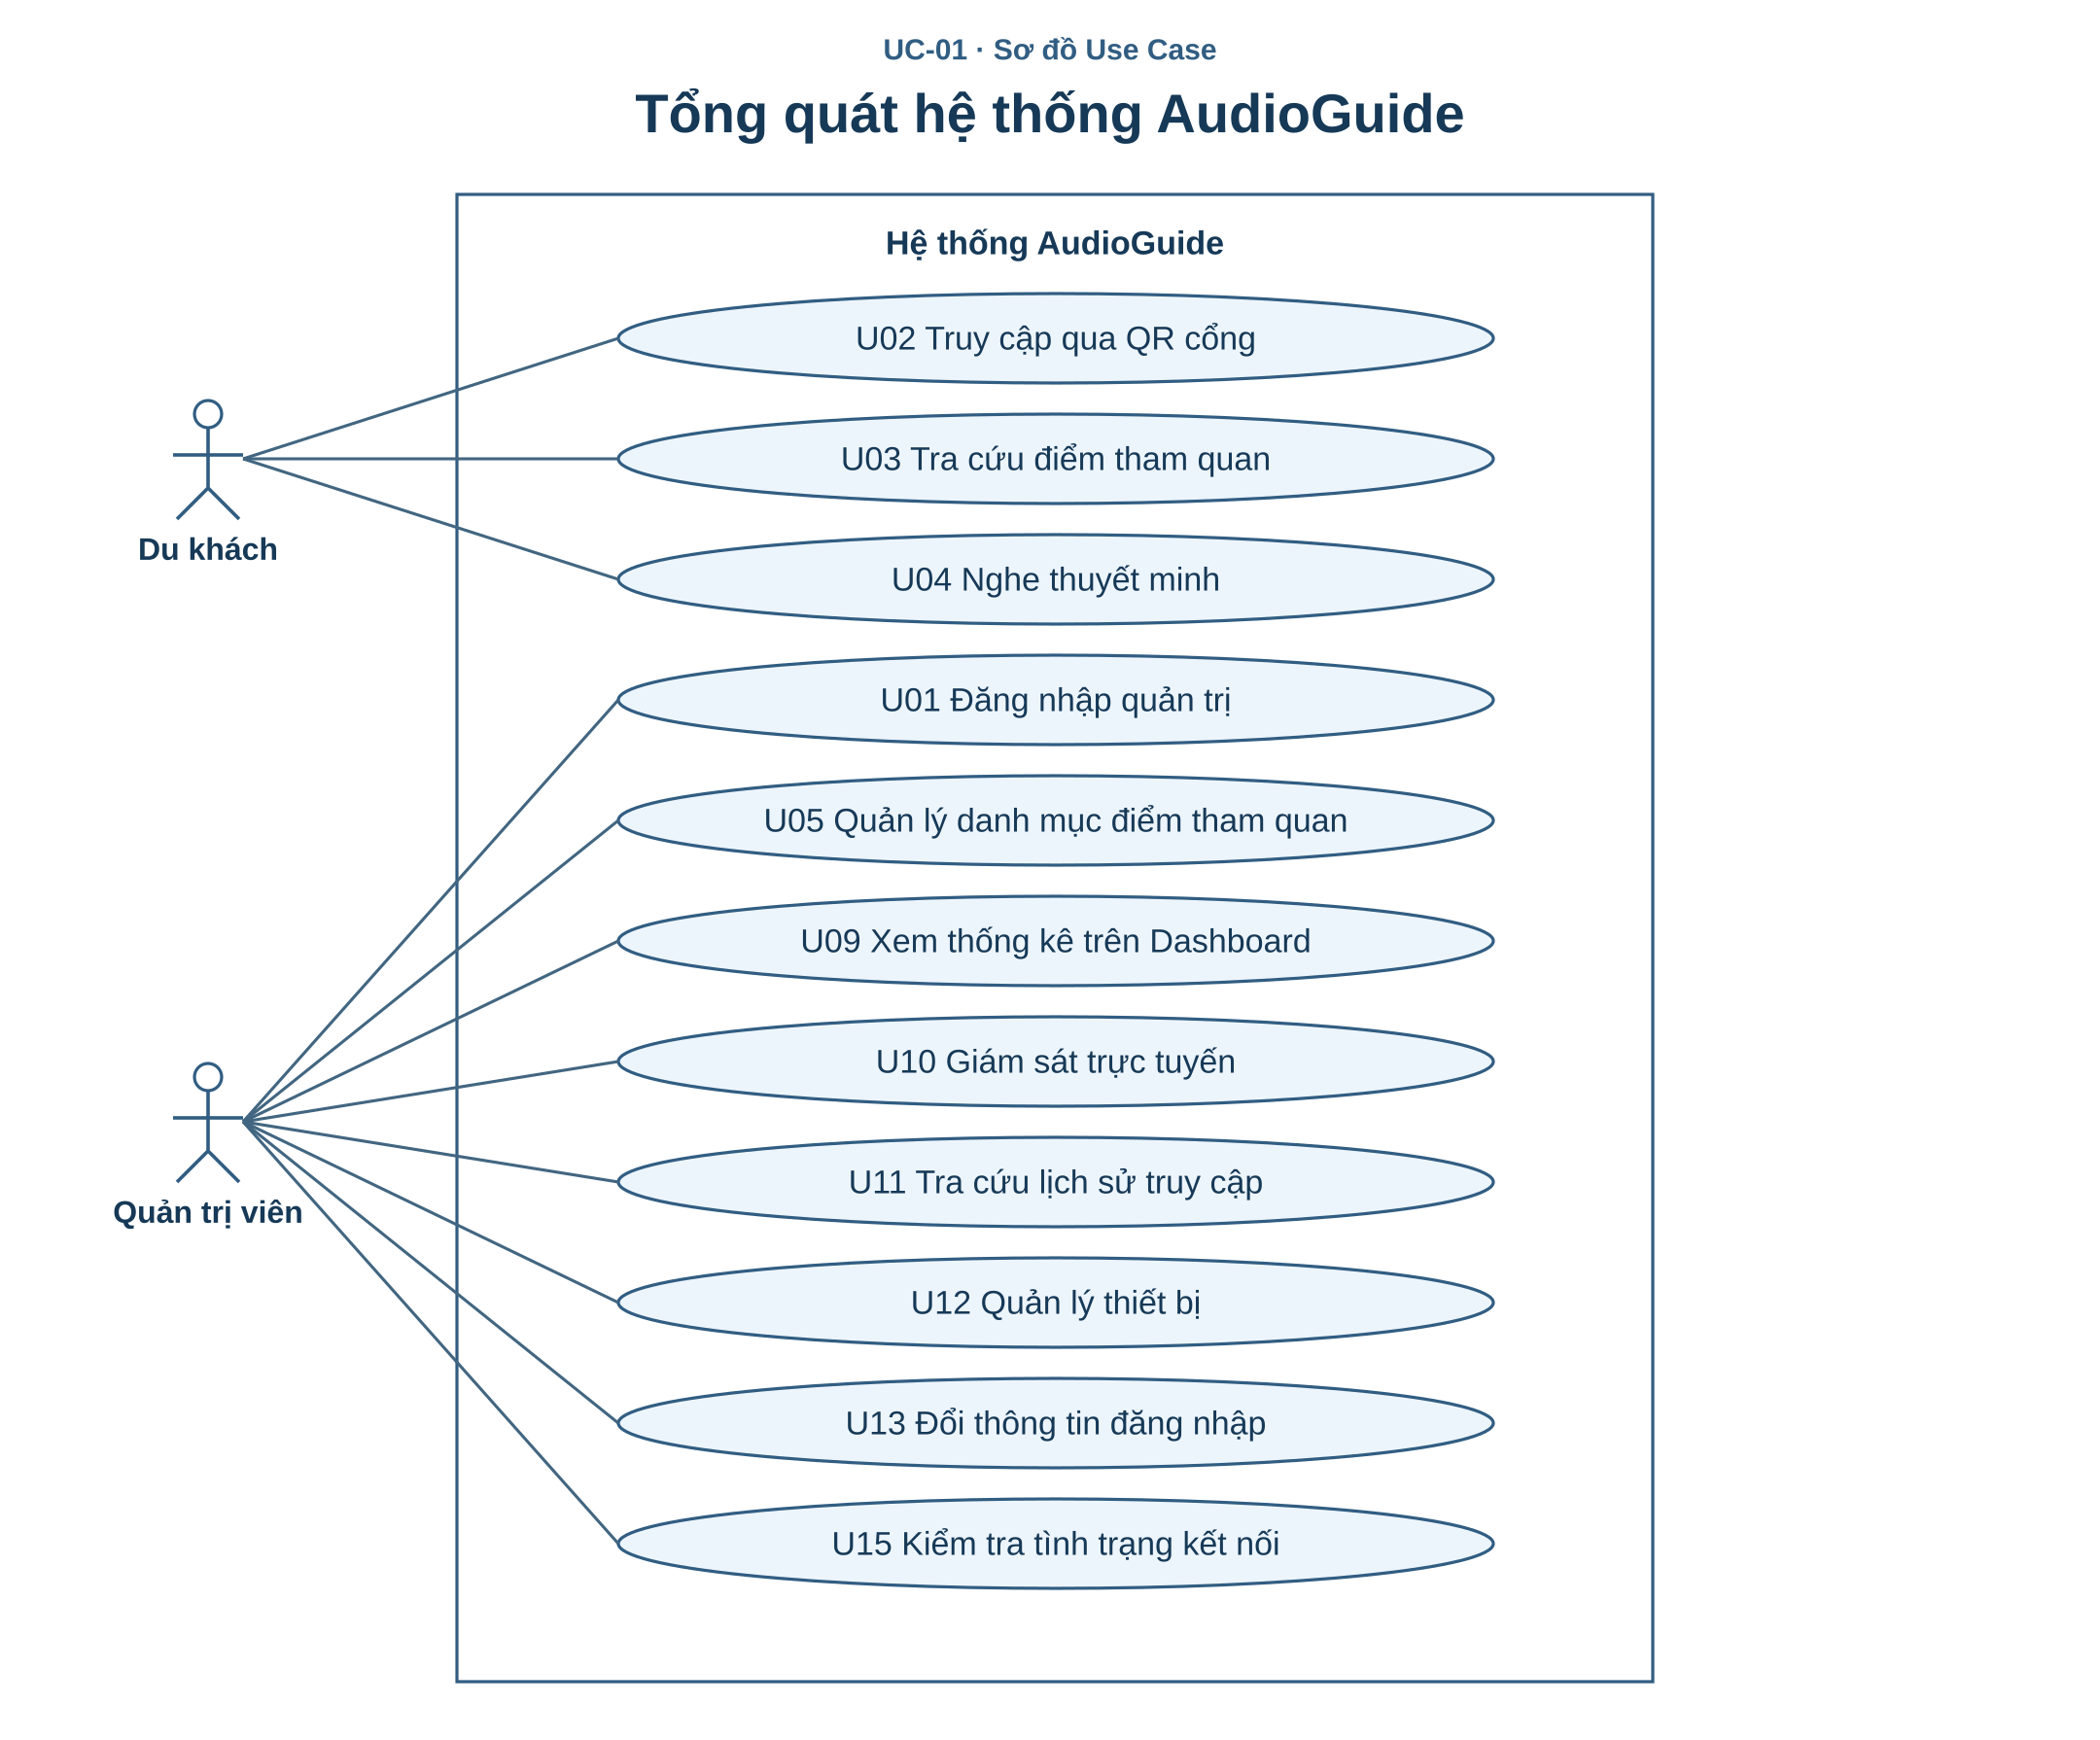 UC-01 · Sơ đồ Use Case
Tổng quát hệ thống AudioGuide
Hệ thống AudioGuide
U02 Truy cập qua QR cổng
U03 Tra cứu điểm tham quan
Du khách
U04 Nghe thuyết minh
U01 Đăng nhập quản trị
U05 Quản lý danh mục điểm tham quan
U09 Xem thống kê trên Dashboard
U10 Giám sát trực tuyến
U11 Tra cứu lịch sử truy cập
Quản trị viên
U12 Quản lý thiết bị
U13 Đổi thông tin đăng nhập
U15 Kiểm tra tình trạng kết nối